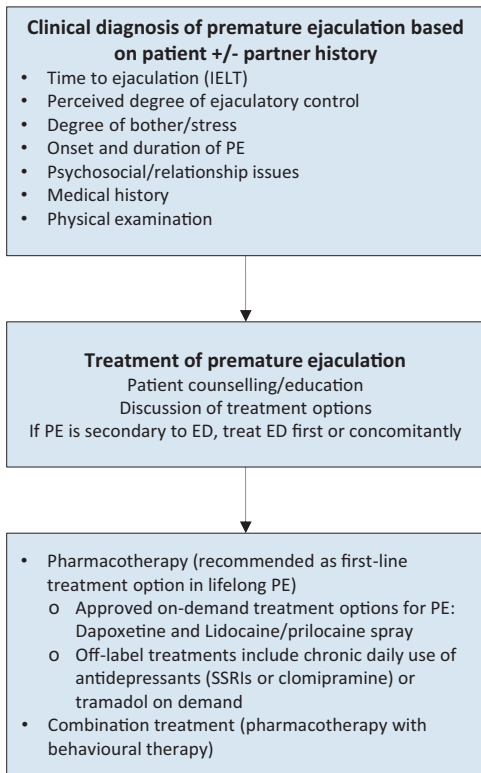 Clinical diagnosis of premature ejaculation based
on patient +/- partner history
• Time to ejaculation (IELT)
• Perceived degree of ejaculatory control
• Degree of bother/stress
• Onset and duration of PE
• Psychosocial/relationship issues
• Medical history
• Physical examination
Treatment of premature ejaculation
Patient counselling/education
Discussion of treatment options
If PE is secondary to ED, treat ED first or concomitantly
• Pharmacotherapy (recommended as first-line
treatment option in lifelong PE)
o Approved on-demand treatment options for PE:
Dapoxetine and Lidocaine/prilocaine spray
o Off-label treatments include chronic daily use of
antidepressants (SSRIs or clomipramine) or
tramadol on demand
• Combination treatment (pharmacotherapy with
behavioural therapy)